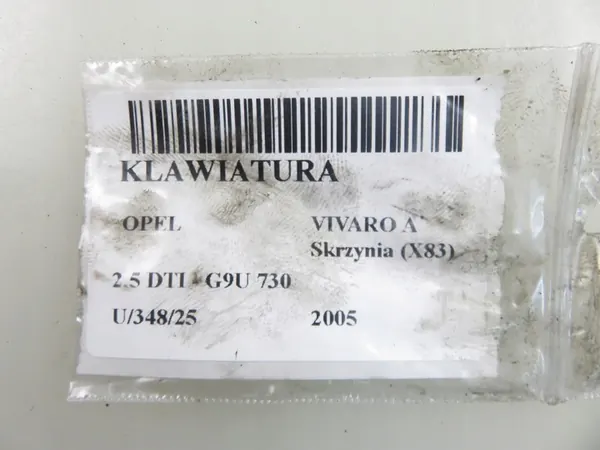 KLAWIATURA
OPEL VIVARO A
Skrzynia (X83)
2.5 DTI - G9U 730
U/348/25 2005